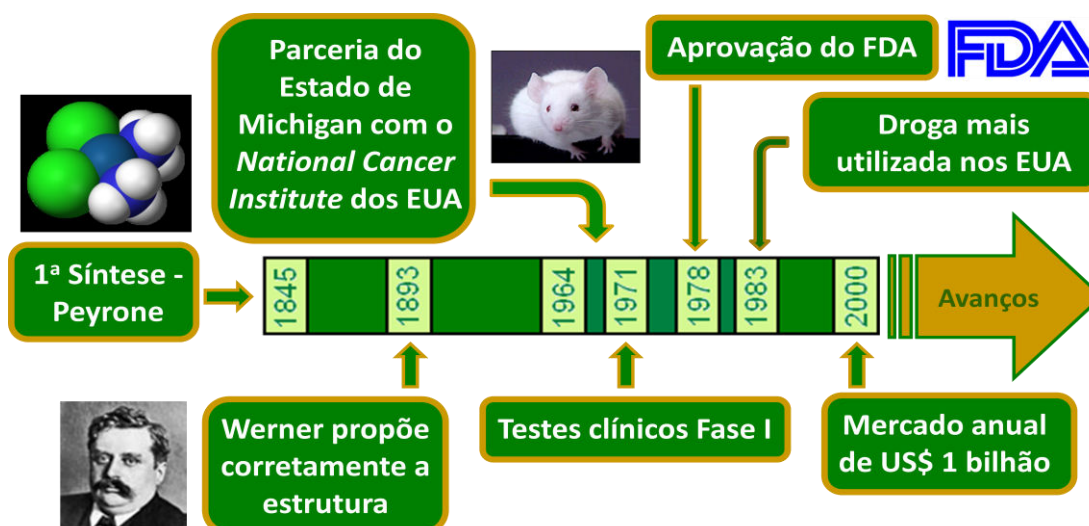 Parceria do
Estado de
Michigan com o
National Cancer
Institute dos EUA
Aprovação do FDA
FDA
Droga mais
utilizada nos EUA
1ª Síntese -
Peyrone
1845
1893
1964
1971
1978
1983
2000
Avanços
Werner propõe
corretamente a
estrutura
Testes clínicos Fase I
Mercado anual
de US$ 1 bilhão